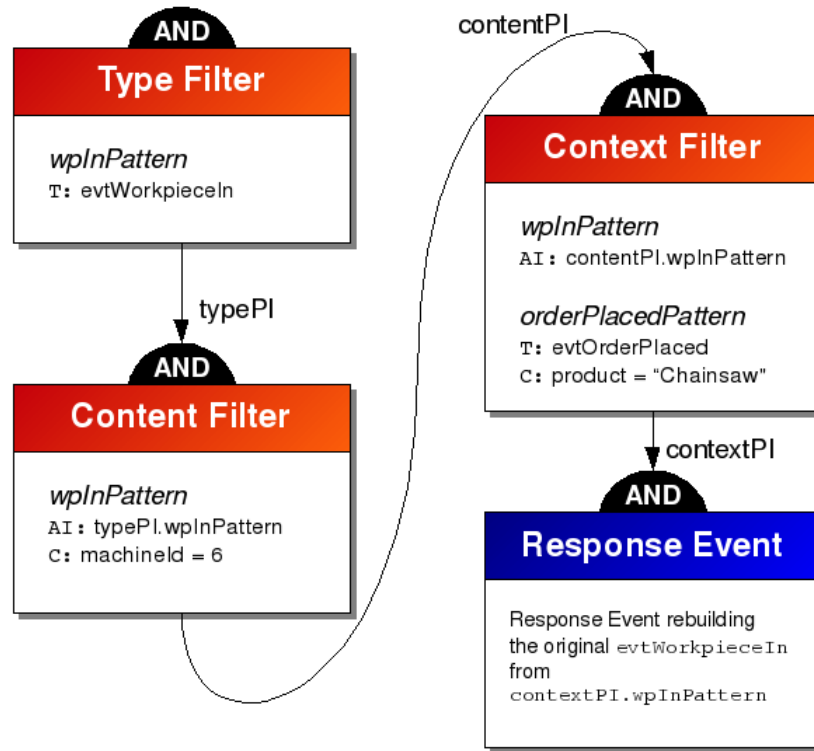 AND
Type Filter
wpInPattern
T: evtWorkpieceIn
typePI
AND
Content Filter
wpInPattern
AI: typePI.wpInPattern
C: machineId = 6
contentPI
AND
Context Filter
wpInPattern
AI: contentPI.wpInPattern
orderPlacedPattern
T: evtOrderPlaced
C: product = “Chainsaw”
contextPI
AND
Response Event
Response Event rebuilding
the original evtWorkpieceIn
from
contextPI.wpInPattern